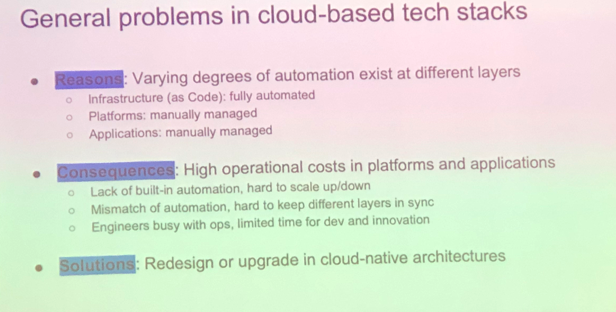 General problems in cloud-based tech stacks
● Reasons: Varying degrees of automation exist at different layers
○ Infrastructure (as Code): fully automated
○ Platforms: manually managed
○ Applications: manually managed
● Consequences: High operational costs in platforms and applications
○ Lack of built-in automation, hard to scale up/down
○ Mismatch of automation, hard to keep different layers in sync
○ Engineers busy with ops, limited time for dev and innovation
● Solutions: Redesign or upgrade in cloud-native architectures